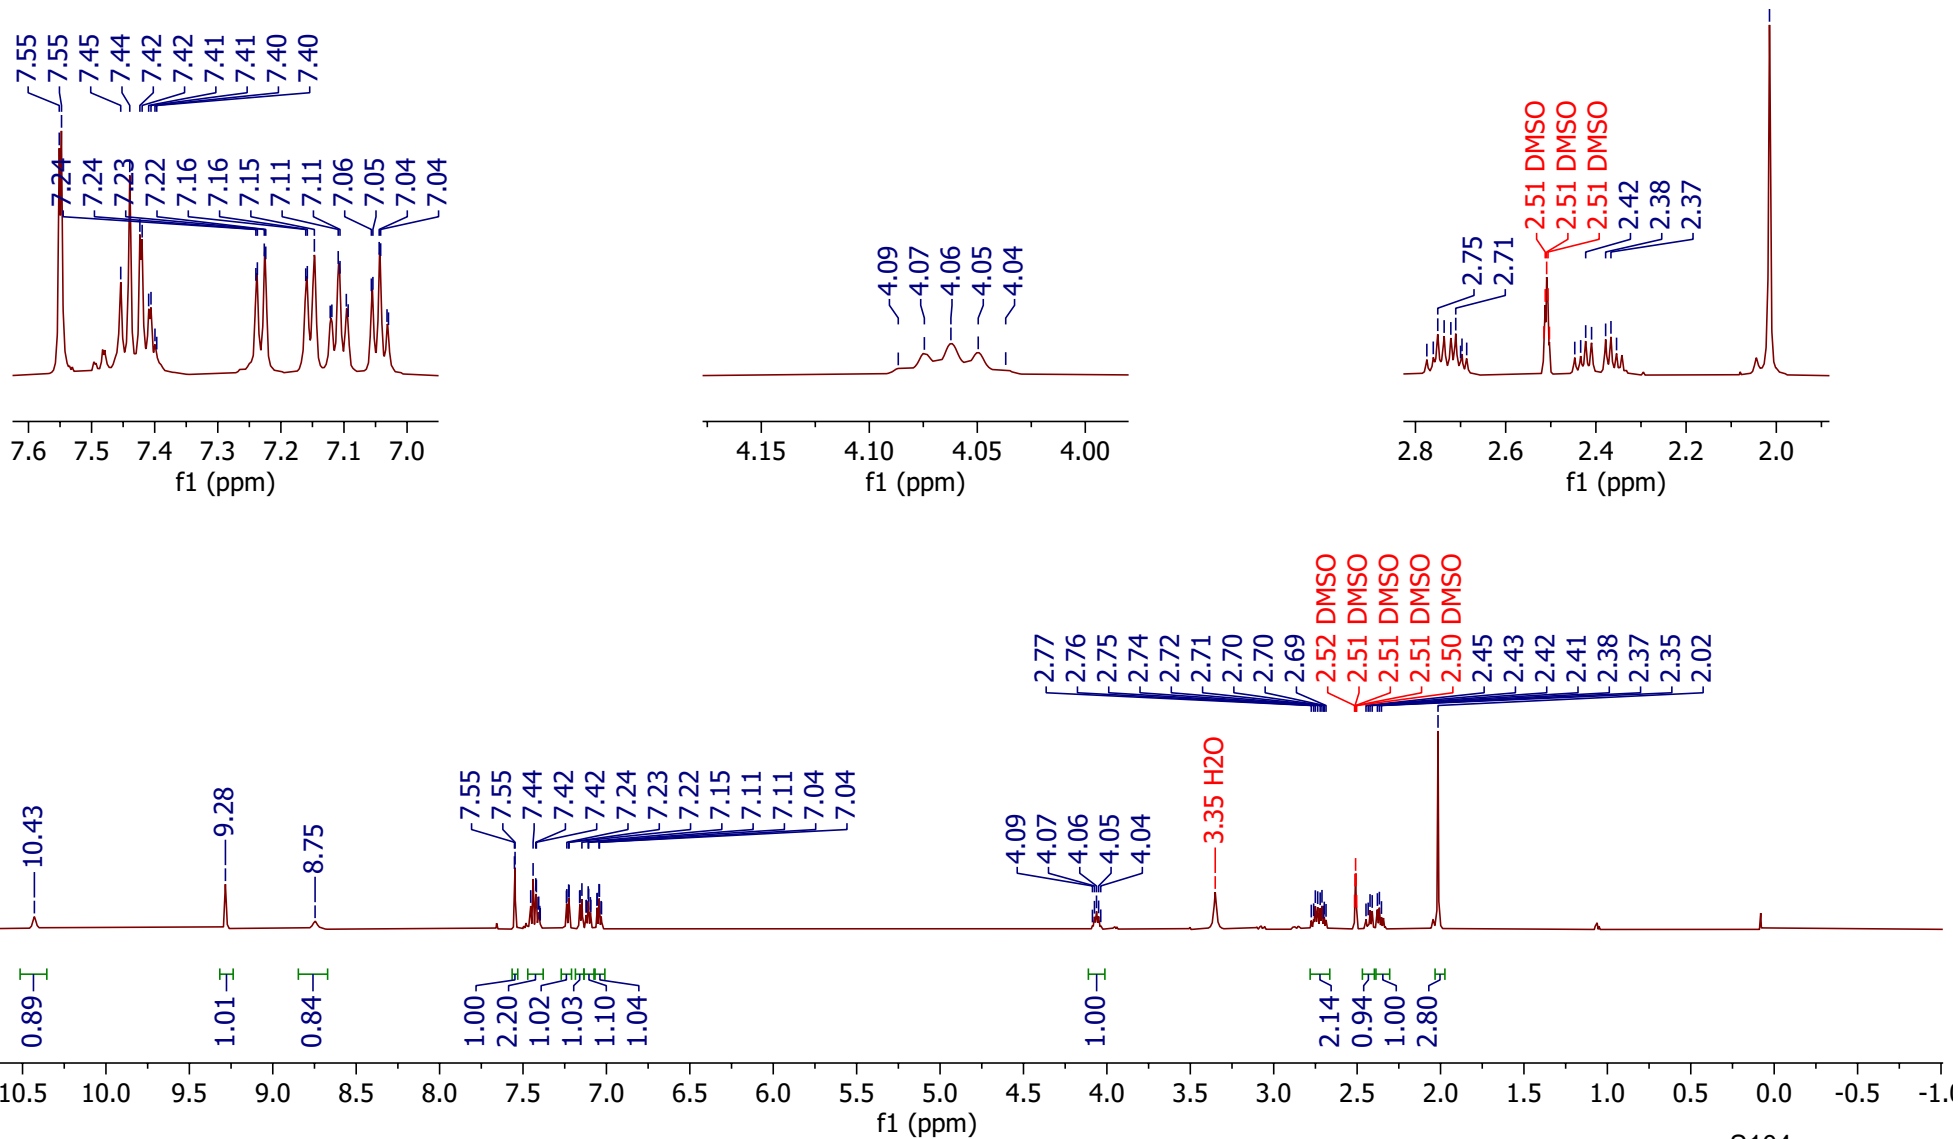 7.55 7.55 7.45 7.44 7.42 7.42 7.41 7.41 7.40 7.40
7.24 7.24 7.23 7.22 7.16 7.16 7.15 7.11 7.11 7.06 7.05 7.04 7.04
7.6 7.5 7.4 7.3 7.2 7.1 7.0
f1 (ppm)
4.09 4.07 4.06 4.05 4.04
4.15 4.10 4.05 4.00
f1 (ppm)
2.75 2.71 2.51 DMSO 2.51 DMSO 2.51 DMSO 2.42 2.38 2.37
2.8 2.6 2.4 2.2 2.0
f1 (ppm)
10.43 9.28 8.75
7.55 7.55 7.44 7.42 7.42 7.24 7.23 7.22 7.15 7.11 7.11 7.04 7.04
4.09 4.07 4.06 4.05 4.04
3.35 H2O
2.77 2.76 2.75 2.74 2.72 2.71 2.70 2.70 2.69 2.52 DMSO 2.51 DMSO 2.51 DMSO 2.51 DMSO 2.50 DMSO 2.45 2.43 2.42 2.41 2.38 2.37 2.35 2.02
0.89 1.01 0.84 1.00 2.20 1.02 1.03 1.10 1.04 1.00 2.14 0.94 1.00 2.80
10.5 10.0 9.5 9.0 8.5 8.0 7.5 7.0 6.5 6.0 5.5 5.0 4.5 4.0 3.5 3.0 2.5 2.0 1.5 1.0 0.5 0.0 -0.5 -1.0
f1 (ppm)